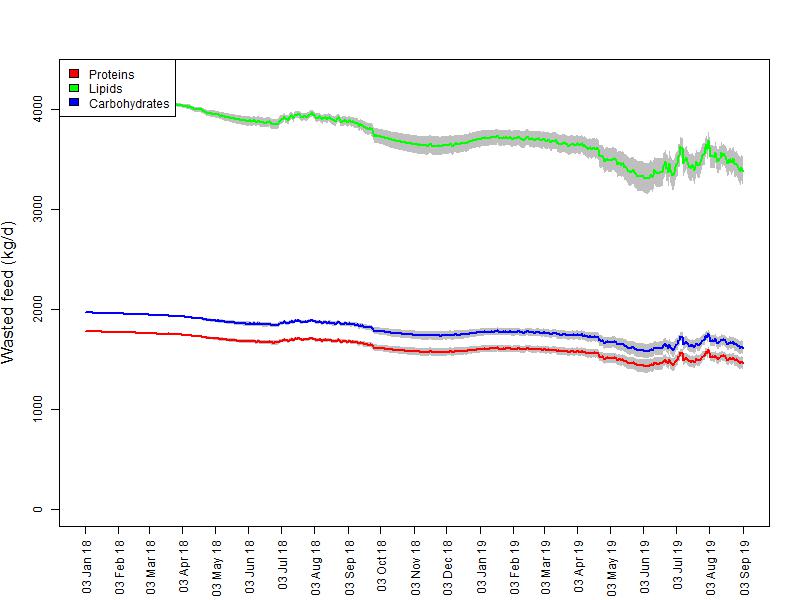 Proteins
Lipids
Carbohydrates
Wasted feed (kg/d)
4000
3000
2000
1000
0
03 Jan 18
03 Feb 18
03 Mar 18
03 Apr 18
03 May 18
03 Jun 18
03 Jul 18
03 Aug 18
03 Sep 18
03 Oct 18
03 Nov 18
03 Dec 18
03 Jan 19
03 Feb 19
03 Mar 19
03 Apr 19
03 May 19
03 Jun 19
03 Jul 19
03 Aug 19
03 Sep 19